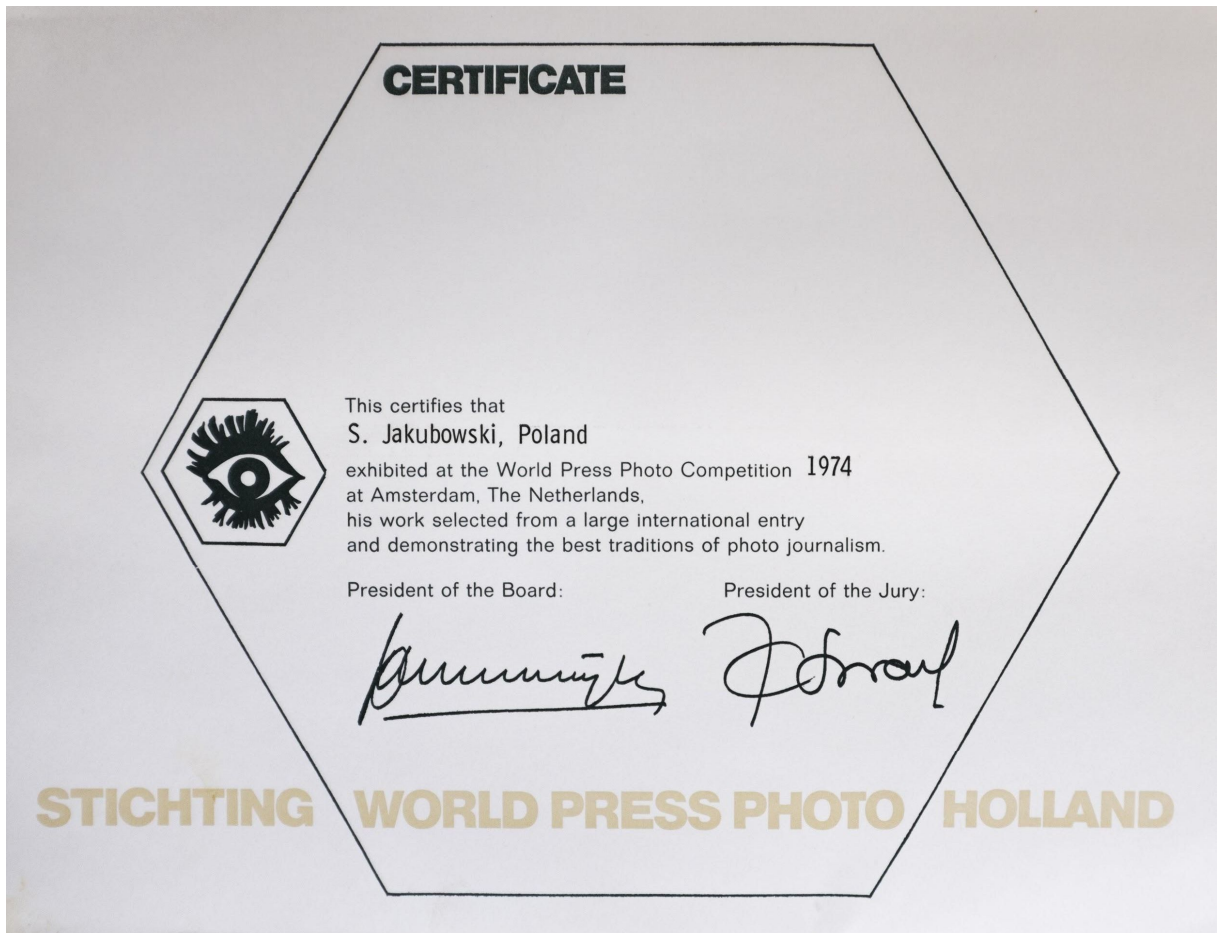 CERTIFICATE
This certifies that
S. Jakubowski, Poland
exhibited at the World Press Photo Competition 1974
at Amsterdam, The Netherlands,
his work selected from a large international entry
and demonstrating the best traditions of photo journalism.
President of the Board: President of the Jury:
STICHTING WORLD PRESS PHOTO HOLLAND